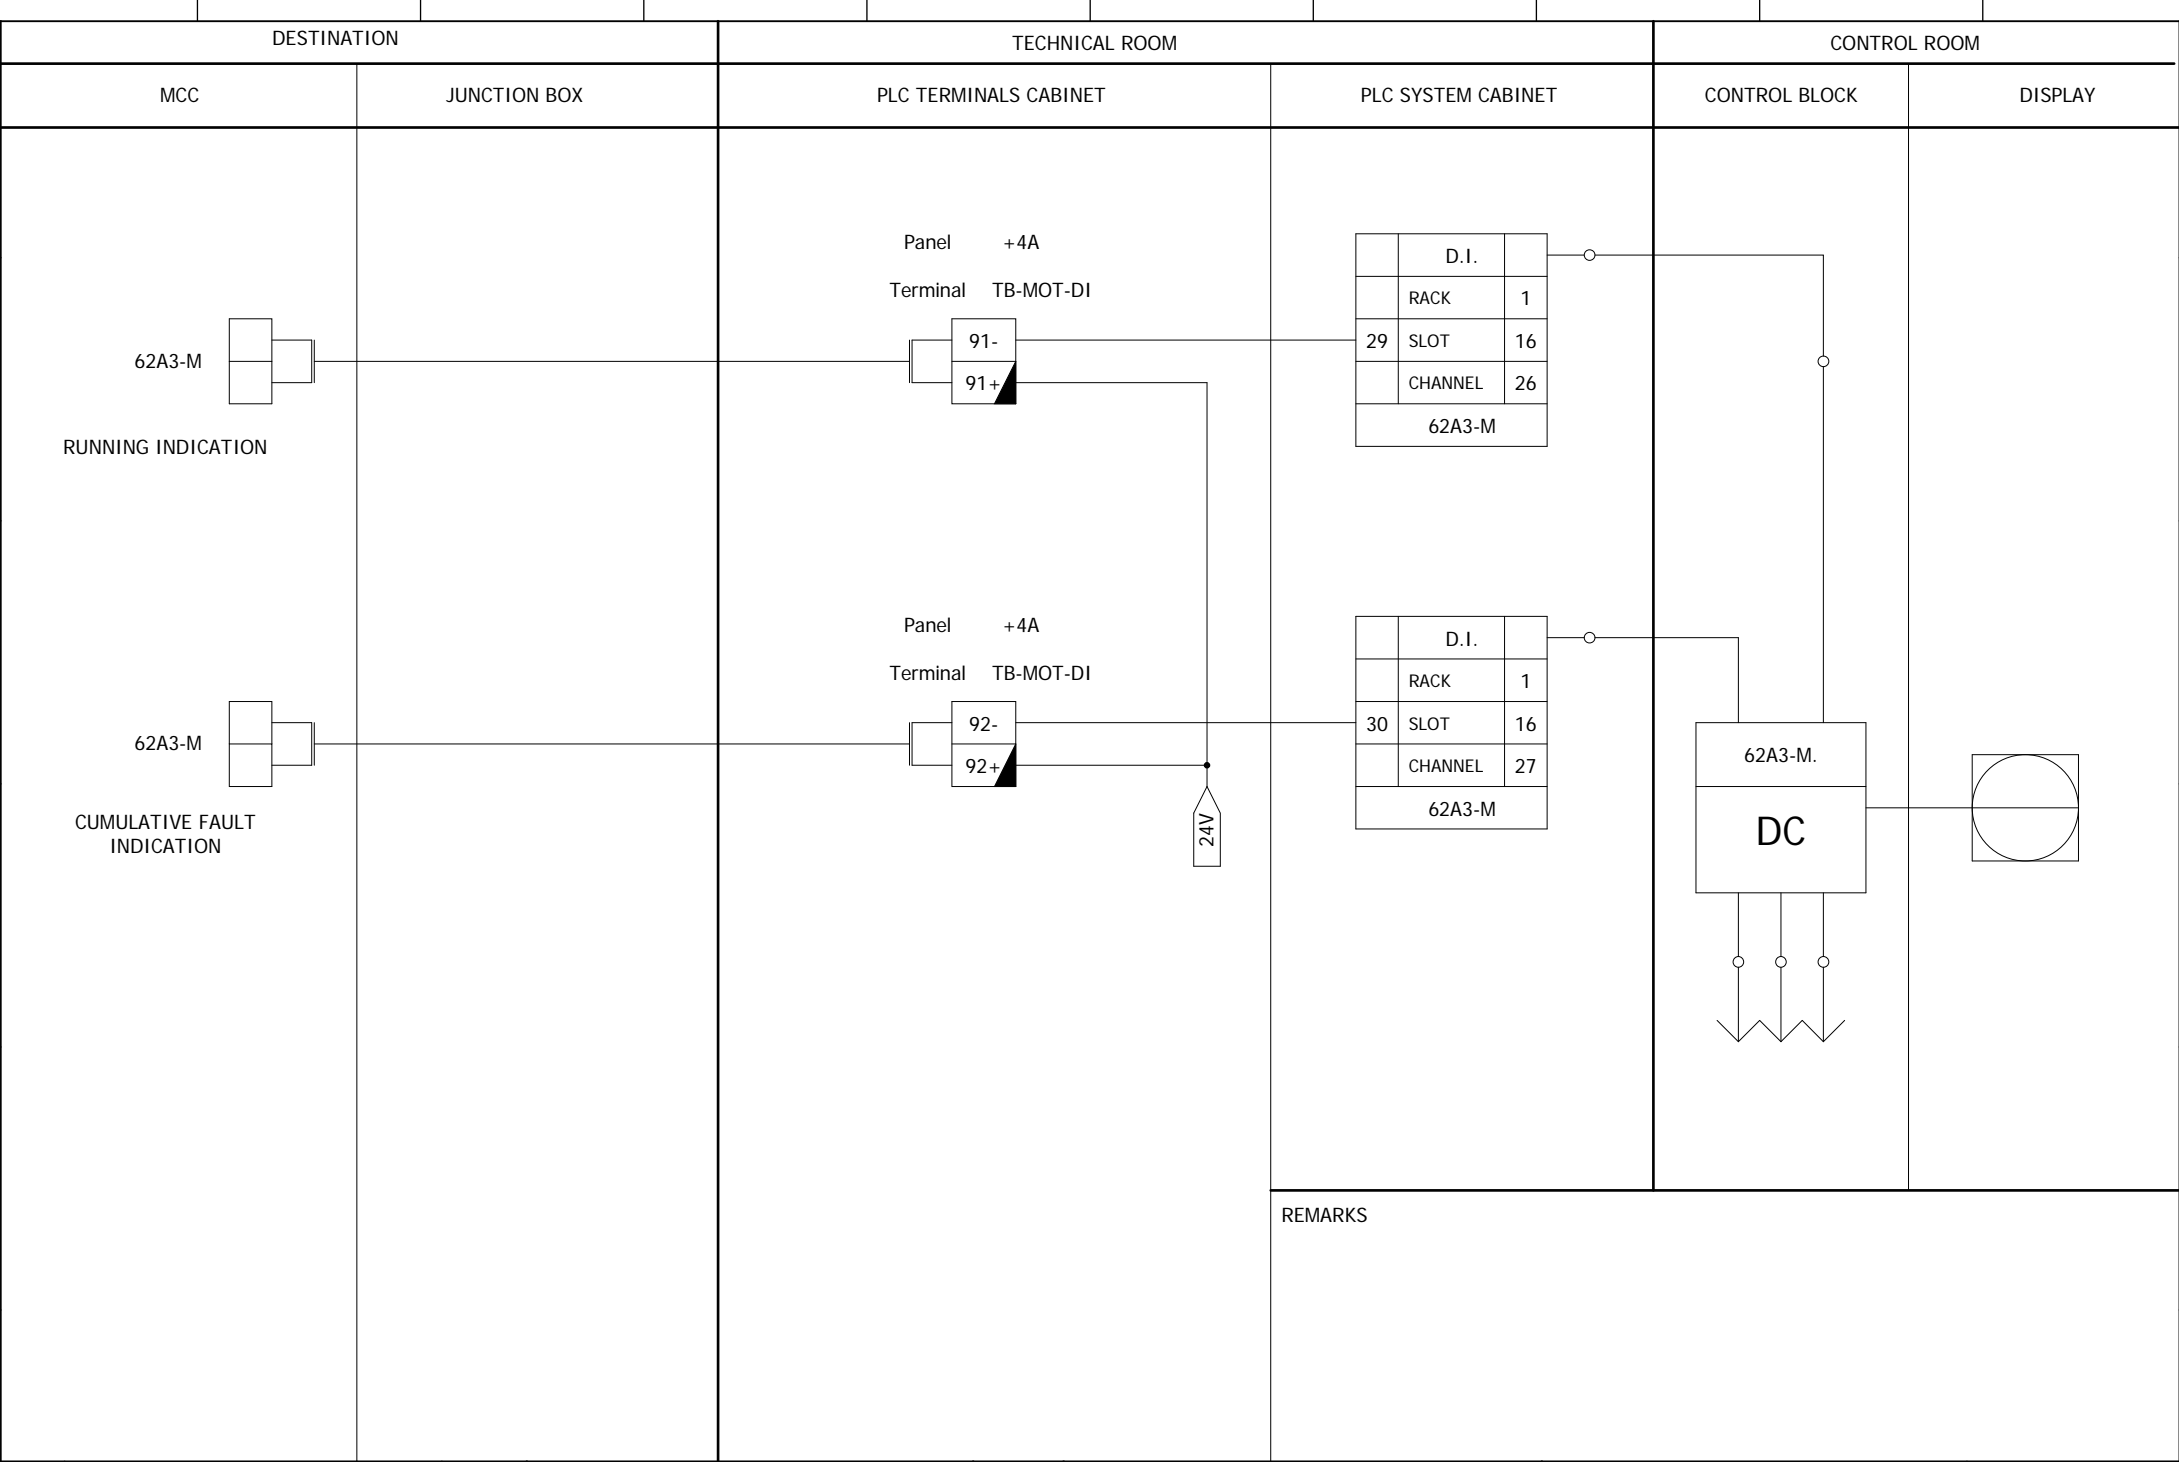 DESTINATION
TECHNICAL ROOM
CONTROL ROOM
MCC
JUNCTION BOX
PLC TERMINALS CABINET
PLC SYSTEM CABINET
CONTROL BLOCK
DISPLAY
Panel +4A
Terminal TB-MOT-DI
62A3-M
91-
91+
RUNNING INDICATION
D.I.
RACK 1
29 SLOT 16
CHANNEL 26
62A3-M
Panel +4A
Terminal TB-MOT-DI
62A3-M
92-
92+
CUMULATIVE FAULT
INDICATION
24V
D.I.
RACK 1
30 SLOT 16
CHANNEL 27
62A3-M
62A3-M.
DC
REMARKS